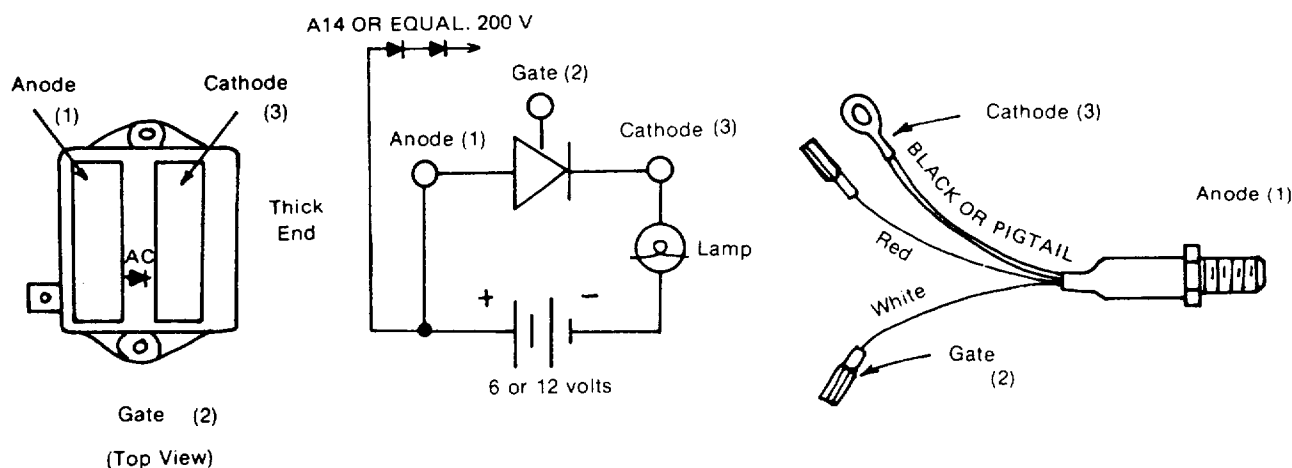 A14 OR EQUAL. 200 V
Anode
(1)
Cathode
(3)
AC
Thick
End
Gate (2)
(Top View)
Gate (2)
Anode (1)
Cathode (3)
Lamp
+ -
6 or 12 volts
Cathode (3)
BLACK OR PIGTAIL
Red
White
Anode (1)
Gate
(2)